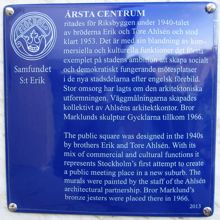 ÅRSTA CENTRUM
ritades för Riksbyggen under 1940-talet
av bröderna Erik och Tore Ahlsén och stod
klart 1953. Det är med sin blandning av kom-
mersiella och kulturella funktioner det första
exemplet på stadens ambition att skapa sociala
och demokratiskt fungerande mötesplatser
i de nya stadsdelarna efter engelsk förebild.
Stor omsorg har lagts om den arkitektoniska
utformningen. Väggmålningarna skapades
kollektivt av Ahlséns arkitektkontor. Bror
Marklunds skulptur Gycklarna tillkom 1966.
Samfundet
S:t Erik
The public square was designed in the 1940s
by brothers Erik and Tore Ahlsén. With its
mix of commercial and cultural functions it
represents Stockholm's first attempt to create
a public meeting place in a new suburb. The
murals were painted by the staff of the Ahlsén
architectural partnership. Bror Marklund's
bronze jesters were placed there in 1966.
2013